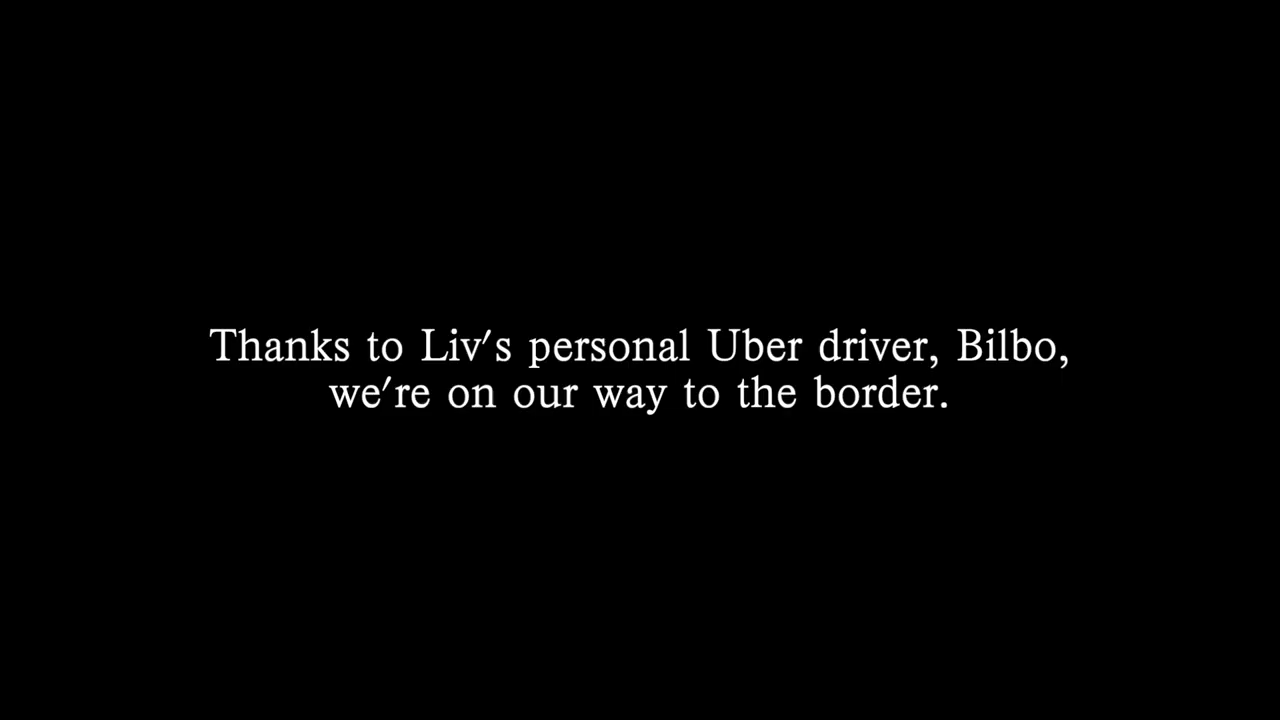 Thanks to Liv's personal Uber driver, Bilbo,
we're on our way to the border.